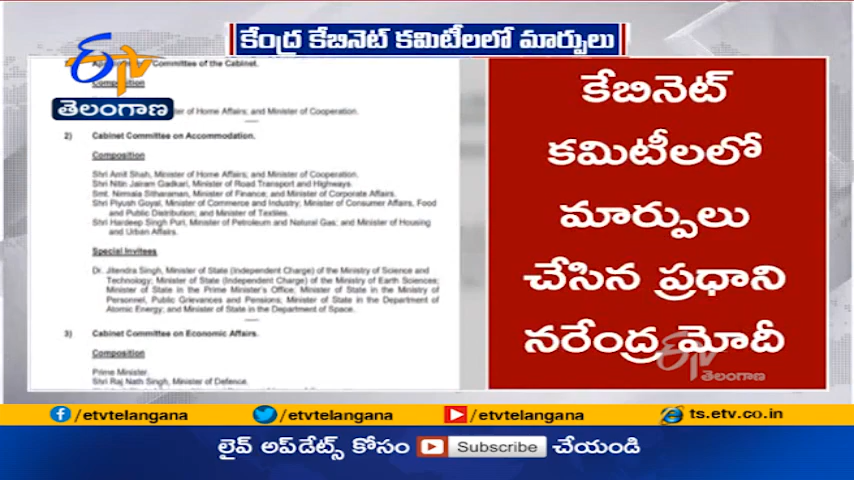 కేంద్ర కేబినెట్ కమిటీలలో మార్పులు
ETV
తెలంగాణ
Committee of the Cabinet.
Composition
of Home Affairs; and Minister of Cooperation.
2) Cabinet Committee on Accommodation.
Composition
Shri Amit Shah, Minister of Home Affairs; and Minister of Cooperation.
Shri Nitin Jairam Gadkari, Minister of Road Transport and Highways.
Smt. Nirmala Sitharaman, Minister of Finance; and Minister of Corporate Affairs.
Shri Piyush Goyal, Minister of Commerce and Industry; Minister of Consumer Affairs, Food
and Public Distribution; and Minister of Textiles.
Shri Hardeep Singh Puri, Minister of Petroleum and Natural Gas; and Minister of Housing
and Urban Affairs.
Special Invitees
Dr. Jitendra Singh, Minister of State (Independent Charge) of the Ministry of Science and
Technology; Minister of State (Independent Charge) of the Ministry of Earth Sciences;
Minister of State in the Prime Minister's Office; Minister of State in the Ministry of
Personnel, Public Grievances and Pensions; Minister of State in the Department of
Atomic Energy; and Minister of State in the Department of Space.
3) Cabinet Committee on Economic Affairs.
Composition
Prime Minister.
Shri Raj Nath Singh, Minister of Defence.
కేబినెట్
కమిటీలలో
మార్పులు
చేసిన ప్రధాని
నరేంద్ర మోదీ
ETV
తెలంగాణ
/etvtelangana /etvtelangana /etvtelangana ts.etv.co.in
లైవ్ అప్‌డేట్స్ కోసం Subscribe చేయండి